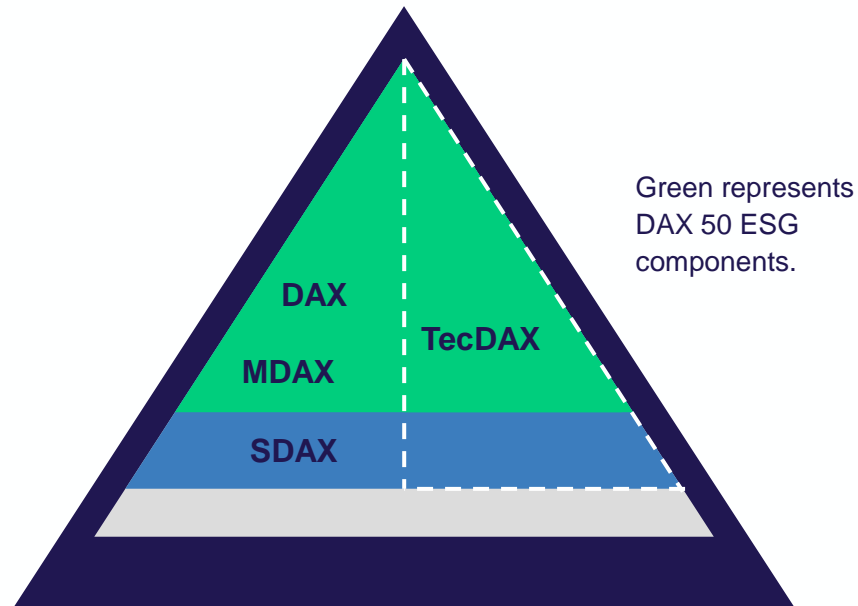 Green represents
DAX 50 ESG
components.
DAX
TecDAX
MDAX
SDAX